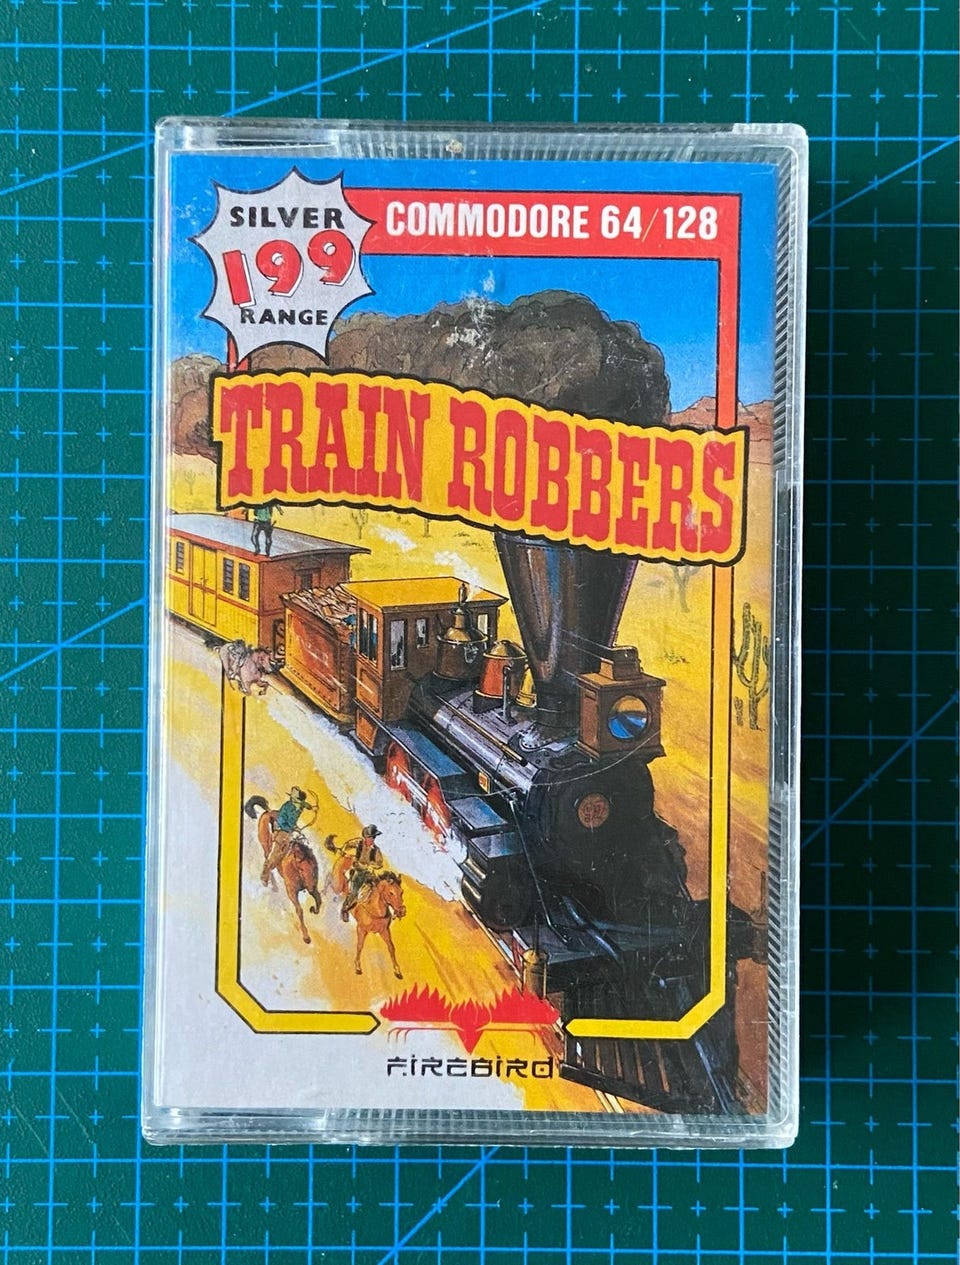 SILVER
199
RANGE
COMMODORE 64/128
TRAIN ROBBERS
FIREBIRD